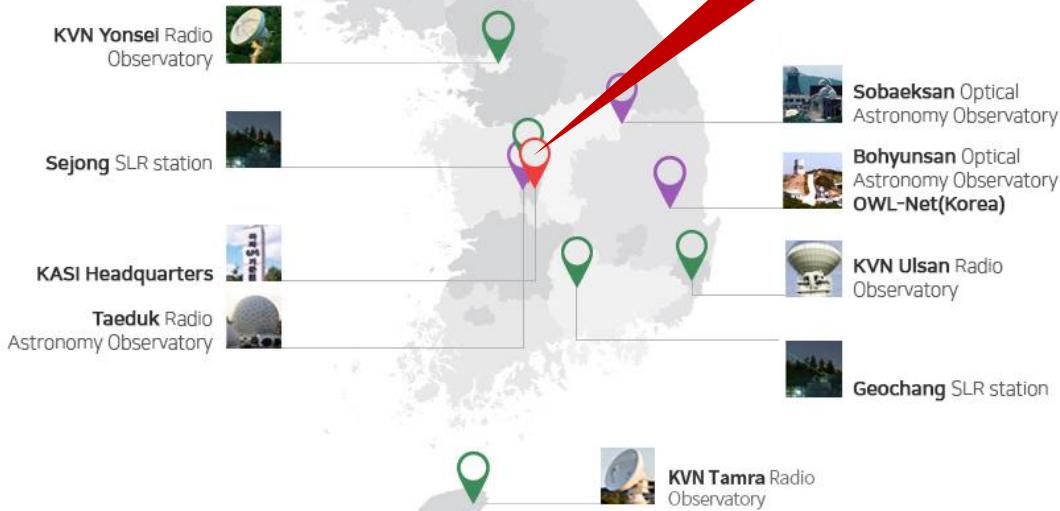 KVN Yonsei Radio
Observatory
Sejong SLR station
KASI Headquarters
Taeduk Radio
Astronomy Observatory
Sobaeksan Optical
Astronomy Observatory
Bohyunsan Optical
Astronomy Observatory
OWL-Net(Korea)
KVN Ulsan Radio
Observatory
Geochang SLR station
KVN Tamra Radio
Observatory